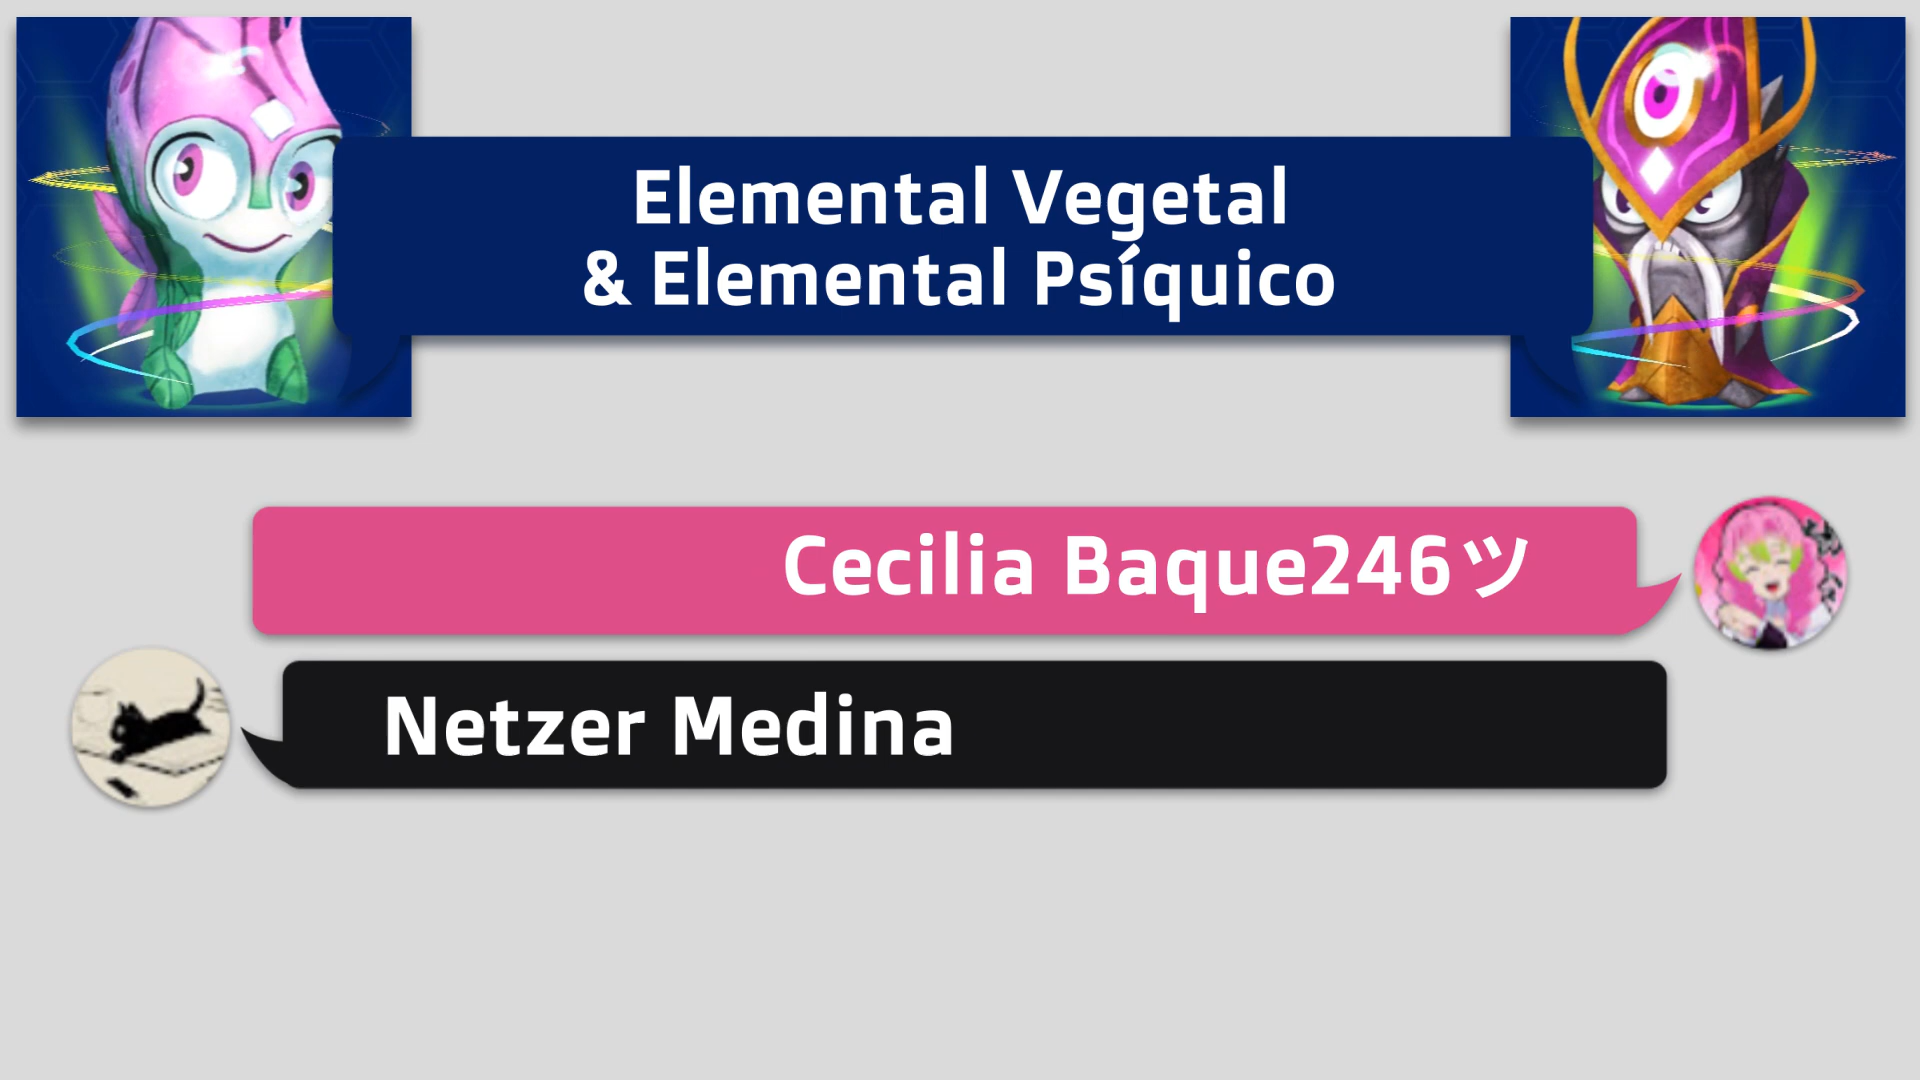 Elemental Vegetal
& Elemental Psíquico
Cecilia Baque246ツ
Netzer Medina